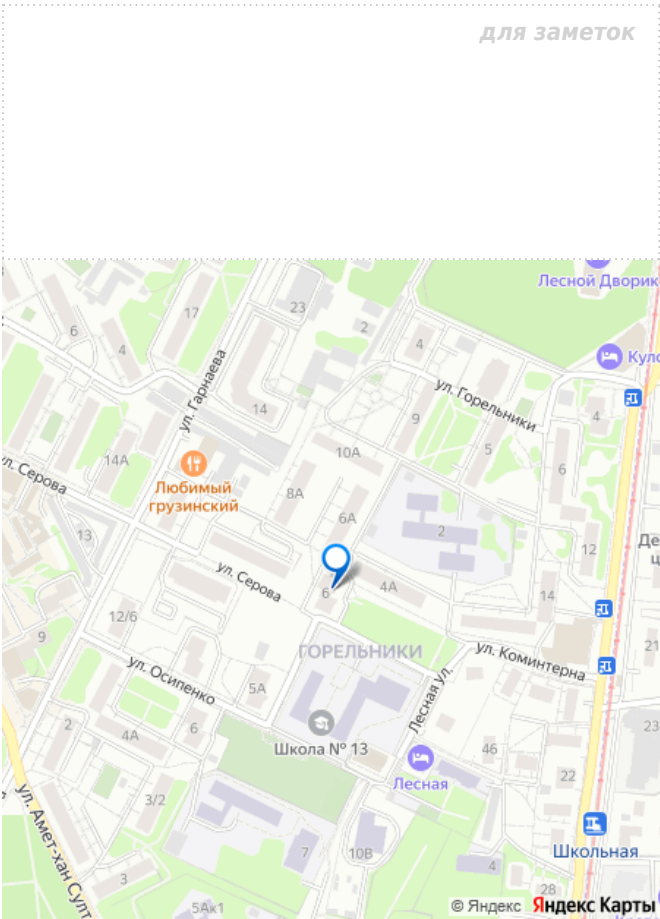 для заметок
Лесной Дворик
23
17
2
6
4
4
Куло
ул. Гарнаева
ул. Горельники
14
9
4
5
10А
14А
6
ул. Серова
Любимый
грузинский
8А
6А
13
2
12
Де
ц
ул. Серова
6
4А
14
12/6
9
ГОРЕЛЬНИКИ
ул. Коминтерна
21
ул. Осипенко
5А
Лесная ул.
2
4А
6
Школа № 13
46
23
Лесная
22
3/2
ул. Амет-хан Султ
Школьная
7
10В
4
3
28
5Ак1
© Яндекс Яндекс Карты